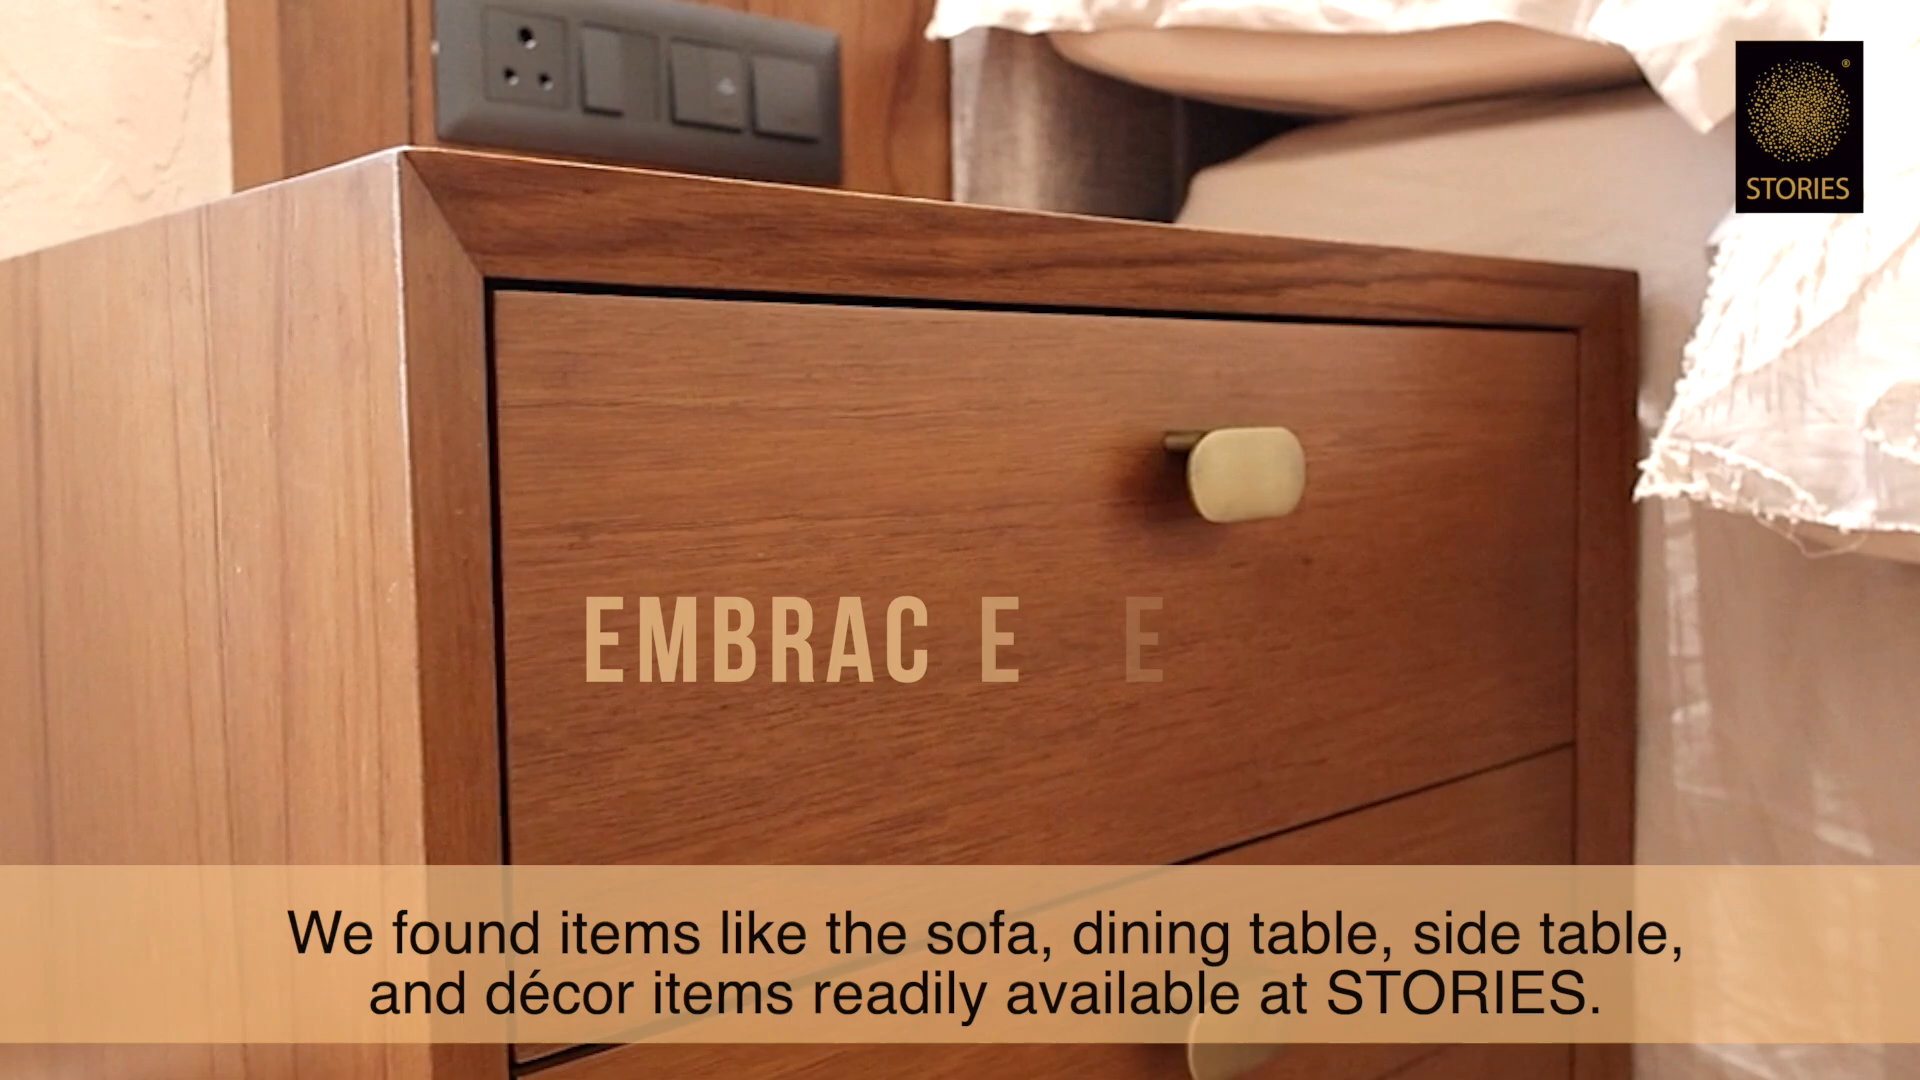 STORIES
EMBRAC E E
We found items like the sofa, dining table, side table,
and décor items readily available at STORIES.